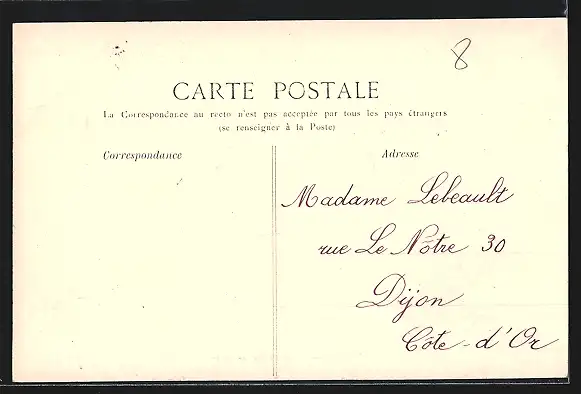 8
CARTE POSTALE
La Correspondance au recto n'est pas acceptée par tous les pays étrangers
(se renseigner à la Poste)
Correspondance
Adresse
Madame Lebeault
rue Le Nôtre 30
Dijon
Côte-d'Or